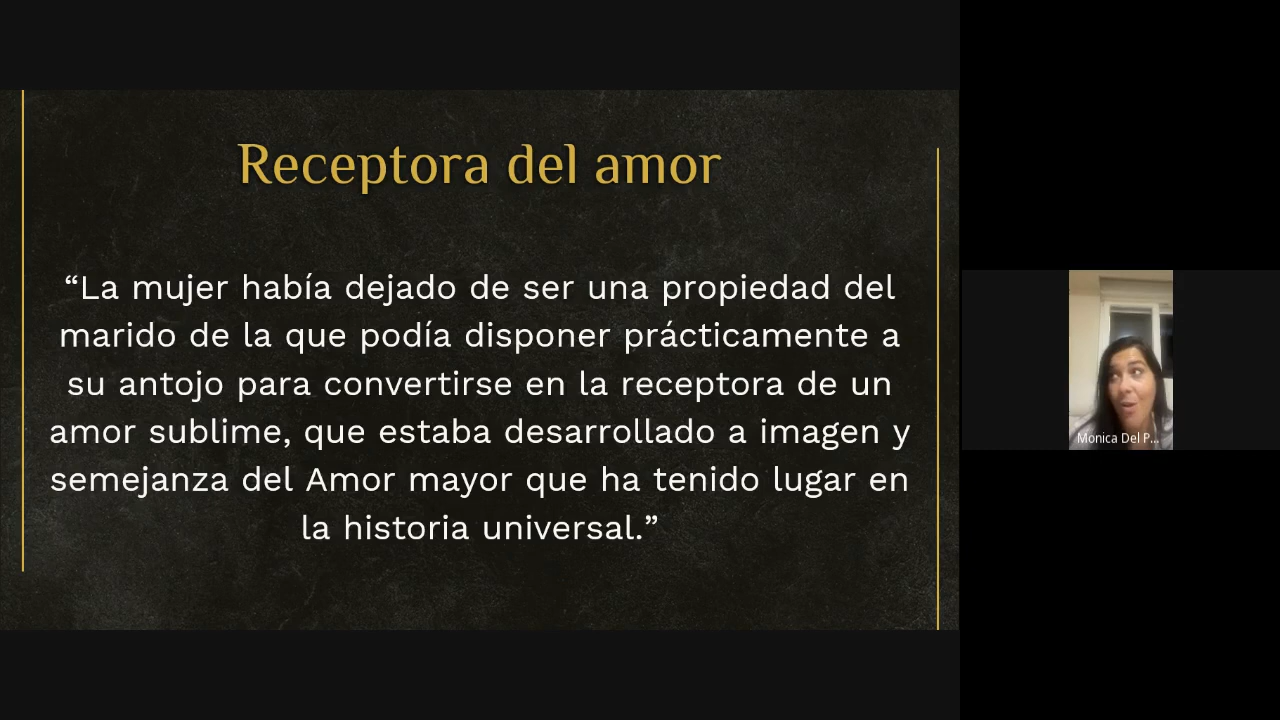 Receptora del amor
“La mujer había dejado de ser una propiedad del
marido de la que podía disponer prácticamente a
su antojo para convertirse en la receptora de un
amor sublime, que estaba desarrollado a imagen y
semejanza del Amor mayor que ha tenido lugar en
la historia universal.”
Monica Del P...